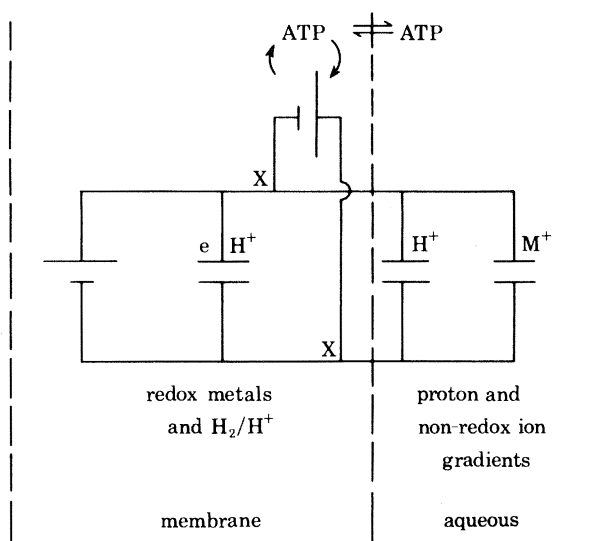 ATP ⇌ ATP
X
e H⁺ H⁺ M⁺
X
redox metals
and H₂/H⁺
proton and
non-redox ion
gradients
membrane
aqueous